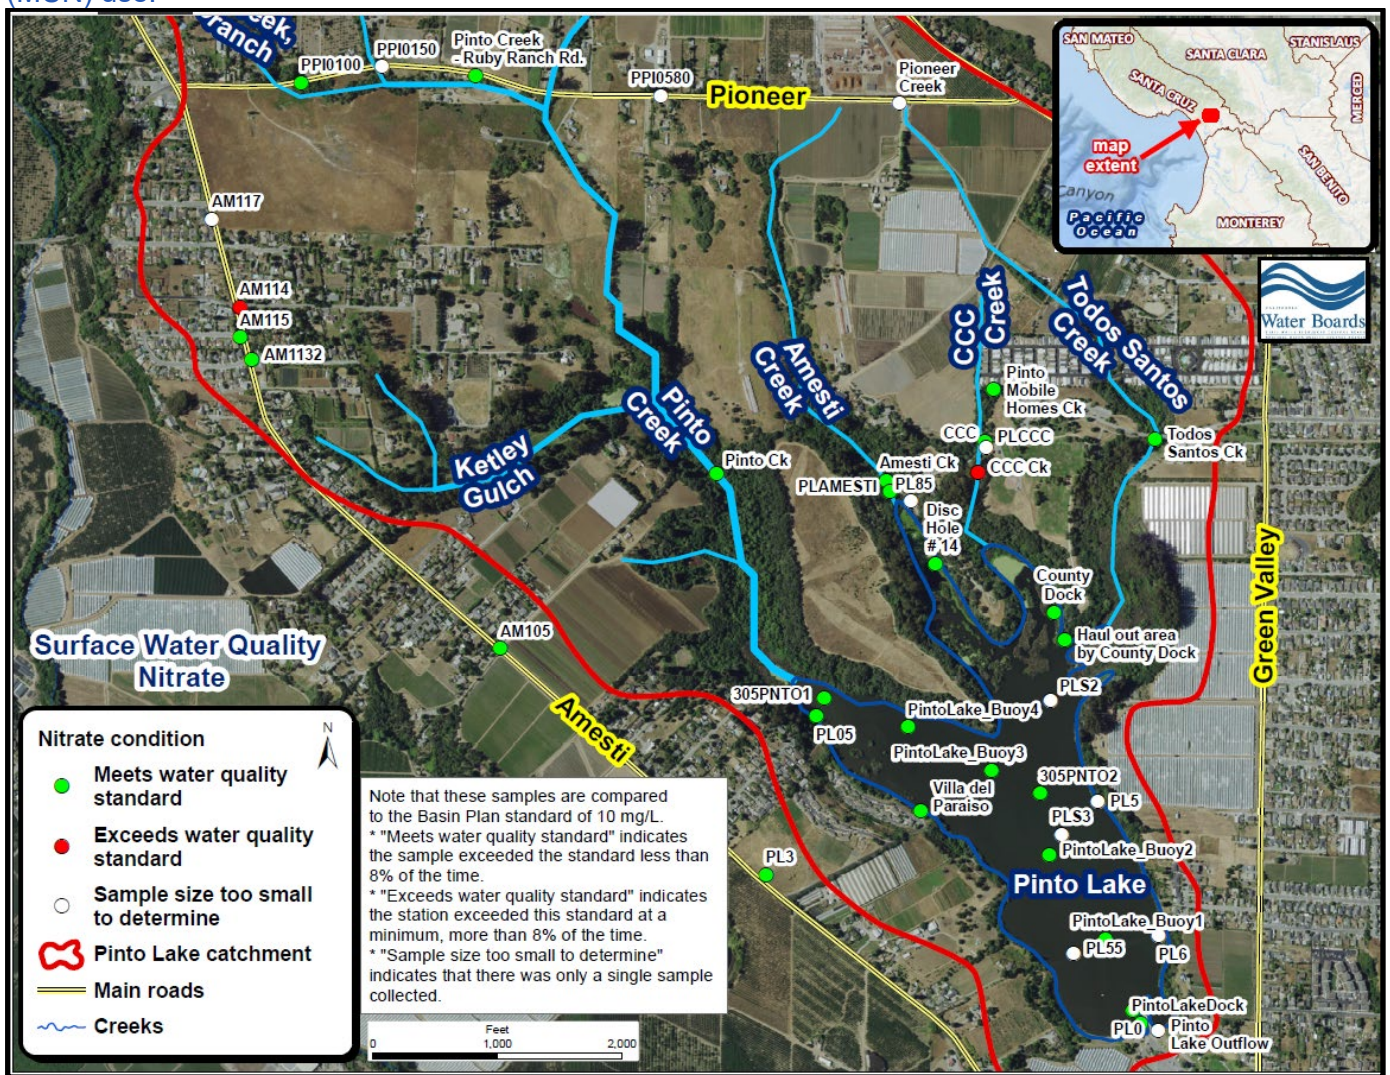 (MUN) use.
Creek,
Branch
PPI0100
PPI0150
Pinto Creek
- Ruby Ranch Rd.
PPI0580
Pioneer
Pioneer
Creek
SAN MATEO
SANTA CLARA
STANISLAUS
SANTA CRUZ
MERCED
map
extent
SAN BENITO
Canyon
Pacific
Ocean
MONTEREY
Water Boards
AM117
AM114
AM115
AM1132
CCC
Creek
Todos Santos
Creek
Amesti
Creek
Pinto
Creek
Ketley
Gulch
Pinto
Mobile
Homes Ck
CCC
PLCCC
CCC Ck
Todos
Santos Ck
Pinto Ck
Amesti Ck
PLAMESTI
PL85
Disc
Hole
# 14
County
Dock
Haul out area
by County Dock
Green Valley
AM105
Amesti
305PNTO1
PL05
PintoLake_Buoy4
PLS2
PintoLake_Buoy3
Villa del
Paraiso
305PNTO2
PL5
PLS3
PintoLake_Buoy2
PL3
Pinto Lake
PintoLake_Buoy1
PL55
PL6
PintoLakeDock
PL0
Pinto
Lake Outflow
Surface Water Quality
Nitrate
Nitrate condition
N
Meets water quality
standard
Exceeds water quality
standard
Sample size too small
to determine
Pinto Lake catchment
Main roads
Creeks
Note that these samples are compared
to the Basin Plan standard of 10 mg/L.
* "Meets water quality standard" indicates
the sample exceeded the standard less than
8% of the time.
* "Exceeds water quality standard" indicates
the station exceeded this standard at a
minimum, more than 8% of the time.
* "Sample size too small to determine"
indicates that there was only a single sample
collected.
Feet
0 1,000 2,000